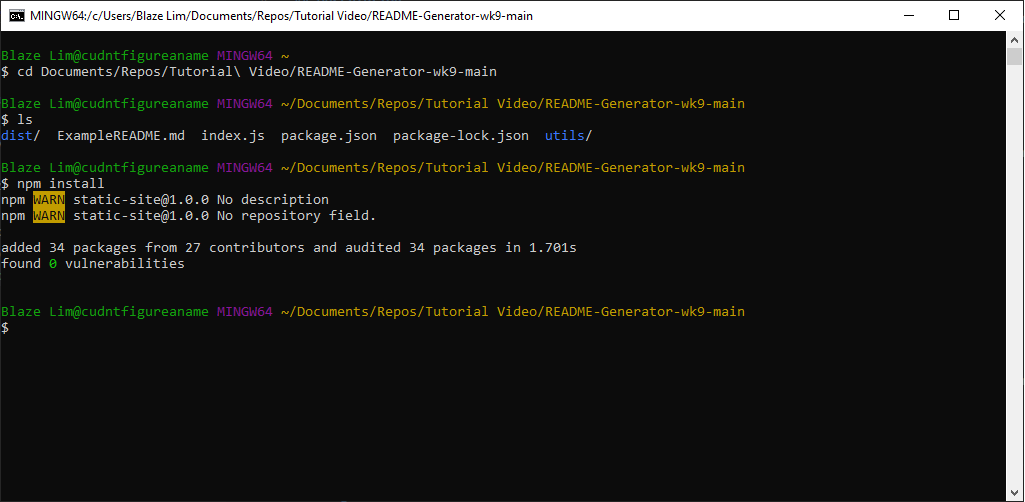 MINGW64:/c/Users/Blaze Lim/Documents/Repos/Tutorial Video/README-Generator-wk9-main
Blaze Lim@cudntfigureaname MINGW64 ~
$ cd Documents/Repos/Tutorial\ Video/README-Generator-wk9-main
Blaze Lim@cudntfigureaname MINGW64 ~/Documents/Repos/Tutorial Video/README-Generator-wk9-main
$ ls
dist/  ExampleREADME.md  index.js  package.json  package-lock.json  utils/
Blaze Lim@cudntfigureaname MINGW64 ~/Documents/Repos/Tutorial Video/README-Generator-wk9-main
$ npm install
npm WARN static-site@1.0.0 No description
npm WARN static-site@1.0.0 No repository field.
added 34 packages from 27 contributors and audited 34 packages in 1.701s
found 0 vulnerabilities
Blaze Lim@cudntfigureaname MINGW64 ~/Documents/Repos/Tutorial Video/README-Generator-wk9-main
$